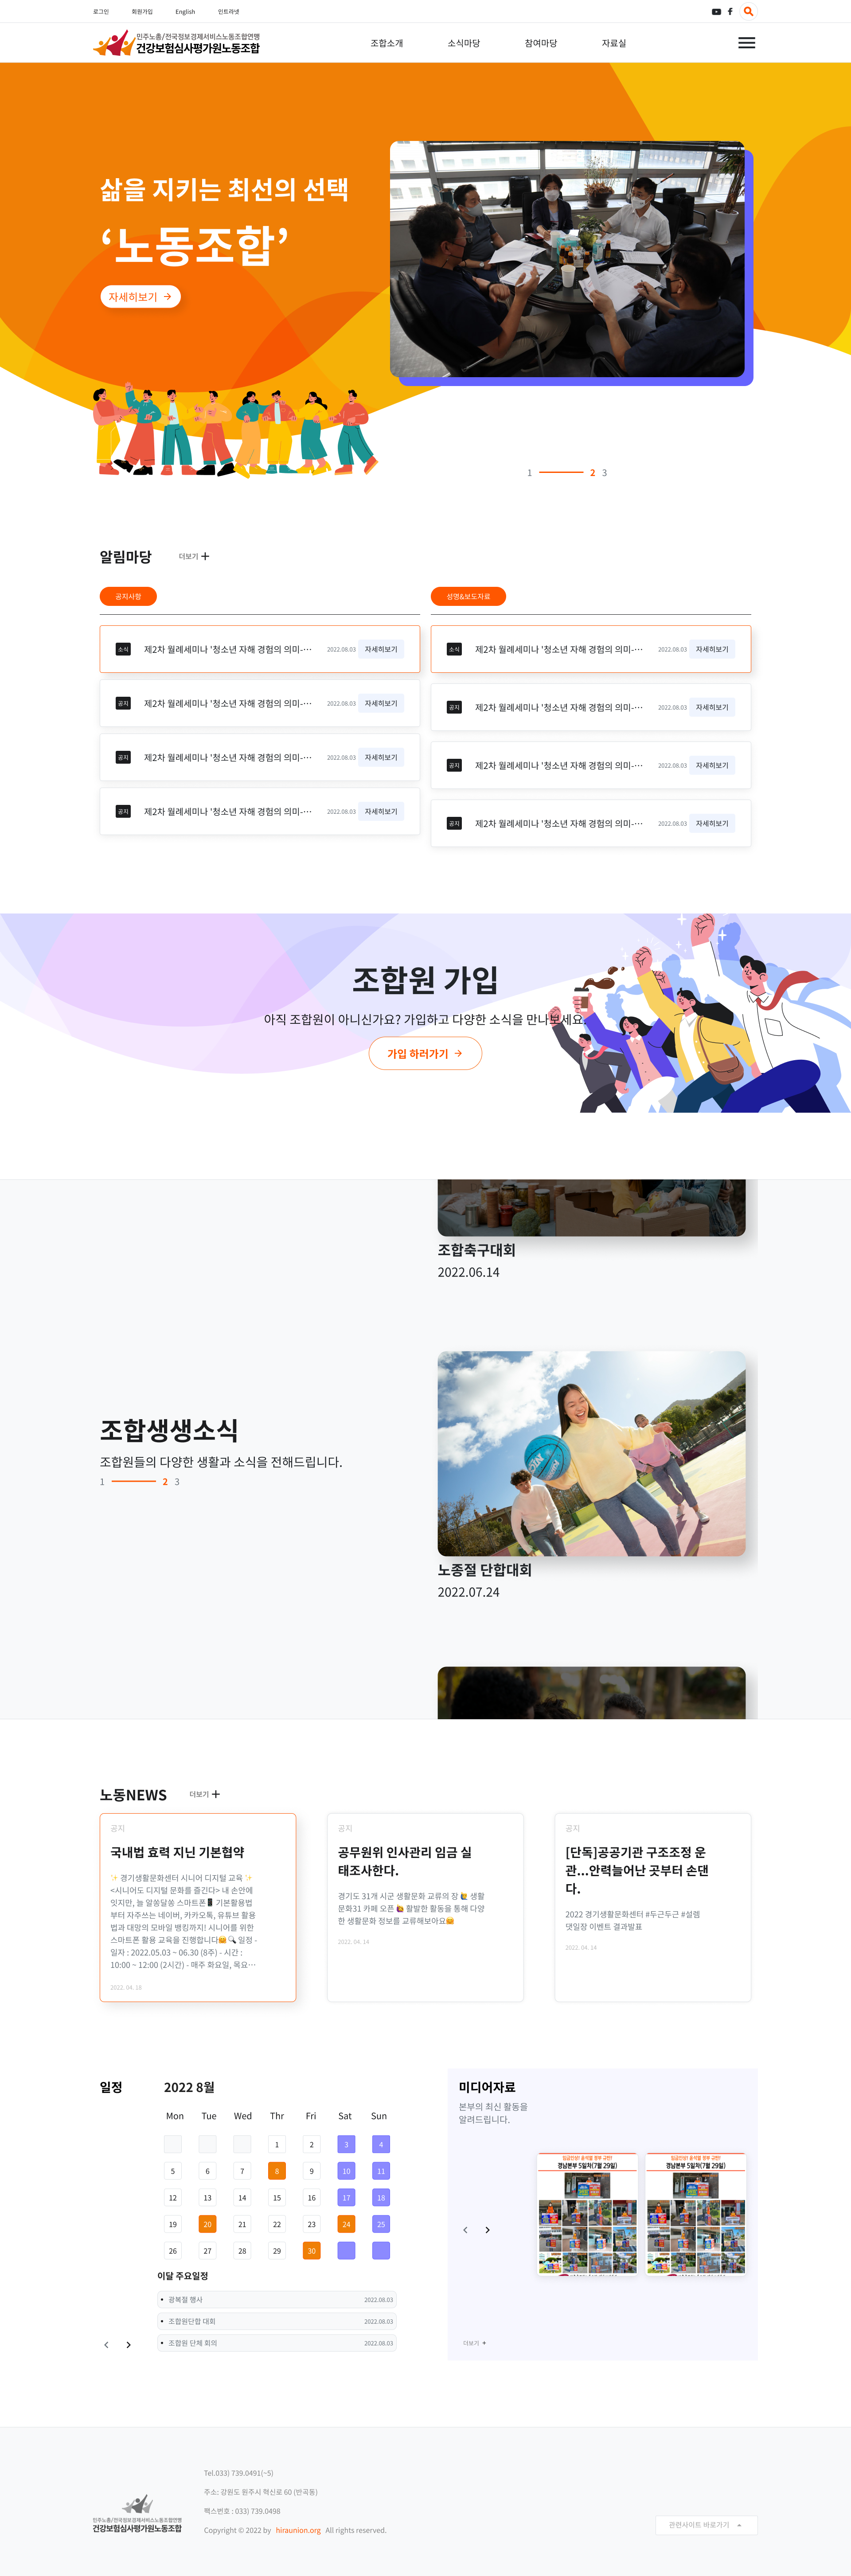 로그인 회원가입 English 인트라넷
민주노총/전국정보경제서비스노동조합연맹
건강보험심사평가원노동조합
조합소개 소식마당 참여마당 자료실
삶을 지키는 최선의 선택
‘노동조합’
자세히보기
1 2 3
알림마당 더보기
공지사항
소식 제2차 월례세미나 '청소년 자해 경험의 의미-… 2022.08.03 자세히보기
공지 제2차 월례세미나 '청소년 자해 경험의 의미-… 2022.08.03 자세히보기
공지 제2차 월례세미나 '청소년 자해 경험의 의미-… 2022.08.03 자세히보기
공지 제2차 월례세미나 '청소년 자해 경험의 의미-… 2022.08.03 자세히보기
성명&보도자료
소식 제2차 월례세미나 '청소년 자해 경험의 의미-… 2022.08.03 자세히보기
공지 제2차 월례세미나 '청소년 자해 경험의 의미-… 2022.08.03 자세히보기
공지 제2차 월례세미나 '청소년 자해 경험의 의미-… 2022.08.03 자세히보기
공지 제2차 월례세미나 '청소년 자해 경험의 의미-… 2022.08.03 자세히보기
조합원 가입
아직 조합원이 아니신가요? 가입하고 다양한 소식을 만나보세요.
가입 하러가기
조합축구대회
2022.06.14
조합생생소식
조합원들의 다양한 생활과 소식을 전해드립니다.
1 2 3
노종절 단합대회
2022.07.24
노동NEWS 더보기
공지
국내법 효력 지닌 기본협약
✨ 경기생활문화센터 시니어 디지털 교육 ✨
<시니어도 디지털 문화를 즐긴다> 내 손안에
잇지만, 늘 알쏭달쏭 스마트폰📱 기본활용법
부터 자주쓰는 네이버, 카카오톡, 유튜브 활용
법과 대망의 모바일 뱅킹까지! 시니어를 위한
스마트폰 활용 교육을 진행합니다😊🔍 일정 -
일자 : 2022.05.03 ~ 06.30 (8주) - 시간 :
10:00 ~ 12:00 (2시간) - 매주 화요일, 목요…
2022. 04. 18
공지
공무원위 인사관리 임금 실
태조사한다.
경기도 31개 시군 생활문화 교류의 장 🙋 생활
문화31 카페 오픈 🙋 활발한 활동을 통해 다양
한 생활문화 정보를 교류해보아요😊
2022. 04. 14
공지
[단독]공공기관 구조조정 운
관...안력늘어난 곳부터 손댄
다.
2022 경기생활문화센터 #두근두근 #설렘
댓일장 이벤트 결과발표
2022. 04. 14
일정 2022 8월
Mon Tue Wed Thr Fri Sat Sun
1 2 3 4
5 6 7 8 9 10 11
12 13 14 15 16 17 18
19 20 21 22 23 24 25
26 27 28 29 30
이달 주요일정
• 광복절 행사 2022.08.03
• 조합원단합 대회 2022.08.03
• 조합원 단체 회의 2022.08.03
미디어자료
본부의 최신 활동을
알려드립니다.
경남본부 5일차(7월 29일)
경남본부 5일차(7월 29일)
더보기 +
민주노총/전국정보경제서비스노동조합연맹
건강보험심사평가원노동조합
Tel.033) 739.0491(~5)
주소: 강원도 원주시 혁신로 60 (반곡동)
팩스번호 : 033) 739.0498
Copyright © 2022 by hiraunion.org All rights reserved.
관련사이트 바로가기